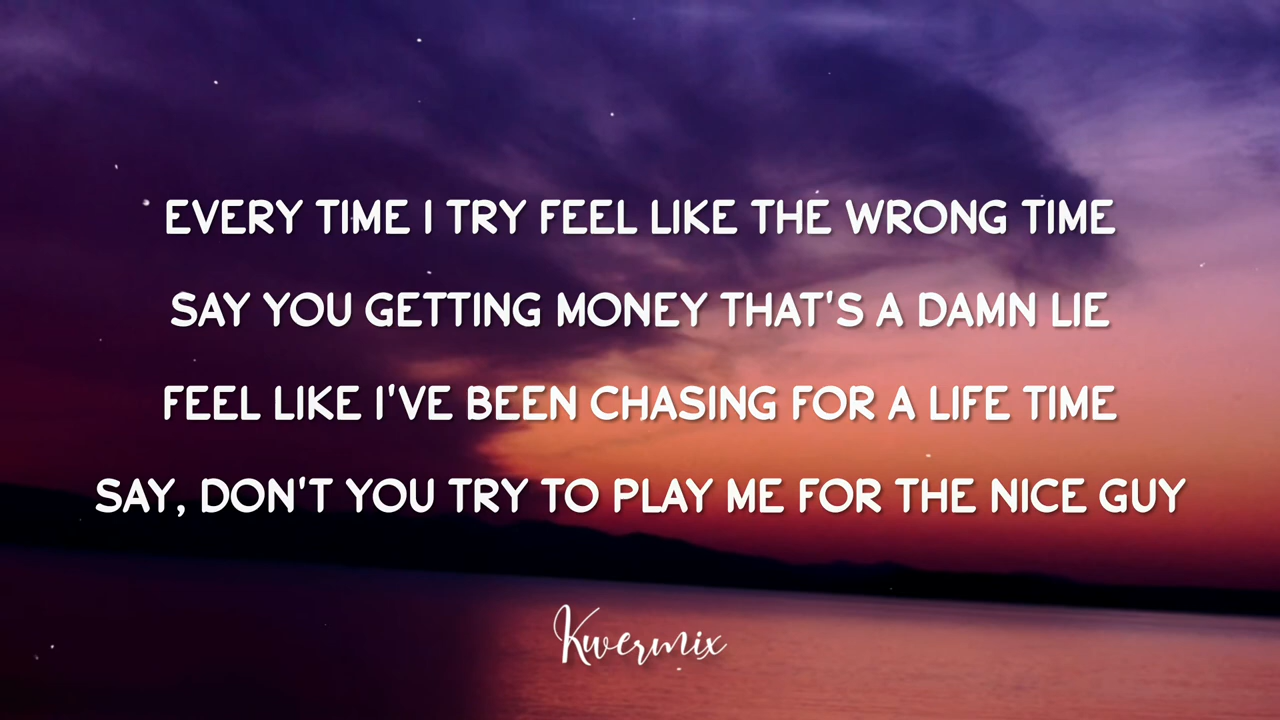 EVERY TIME I TRY FEEL LIKE THE WRONG TIME
SAY YOU GETTING MONEY THAT'S A DAMN LIE
FEEL LIKE I'VE BEEN CHASING FOR A LIFE TIME
SAY, DON'T YOU TRY TO PLAY ME FOR THE NICE GUY
Kwermix